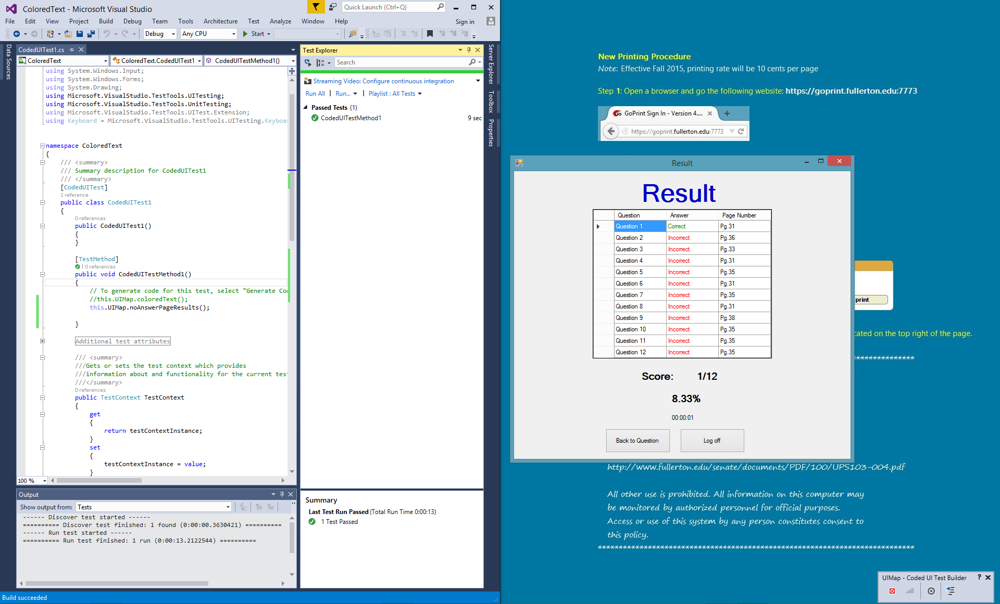 ColoredText - Microsoft Visual Studio
Quick Launch (Ctrl+Q)
File Edit View Project Build Debug Team Tools Architecture Test Analyze Window Help
Sign in
Debug Any CPU Start
Data Sources
CodedUITest1.cs
ColoredText ColoredText.CodedUITest1 CodedUITestMethod1()
using System.Windows.Input;
using System.Windows.Forms;
using System.Drawing;
using Microsoft.VisualStudio.TestTools.UITesting;
using Microsoft.VisualStudio.TestTools.UnitTesting;
using Microsoft.VisualStudio.TestTools.UITest.Extension;
using Keyboard = Microsoft.VisualStudio.TestTools.UITesting.Keyboar
namespace ColoredText
{
/// <summary>
/// Summary description for CodedUITest1
/// </summary>
[CodedUITest]
1 reference
public class CodedUITest1
{
0 references
public CodedUITest1()
{
}
[TestMethod]
| 0 references
public void CodedUITestMethod1()
{
// To generate code for this test, select "Generate Co
//this.UIMap.coloredText();
this.UIMap.noAnswerPageResults();
}
Additional test attributes
/// <summary>
///Gets or sets the test context which provides
///information about and functionality for the current tes
///</summary>
0 references
public TestContext TestContext
{
get
{
return testContextInstance;
}
set
{
testContextInstance = value;
}
100 %
Output
Show output from: Tests
------ Discover test started ------
========== Discover test finished: 1 found (0:00:00.3630421) ==========
------ Run test started ------
========== Run test finished: 1 run (0:00:13.2122544) ==========
Build succeeded
Test Explorer
Search
Streaming Video: Configure continuous integration
Run All | Run... | Playlist : All Tests
Passed Tests (1)
CodedUITestMethod1 9 sec
Summary
Last Test Run Passed (Total Run Time 0:00:13)
1 Test Passed
Server Explorer
Toolbox
Properties
New Printing Procedure
Note: Effective Fall 2015, printing rate will be 10 cents per page
Step 1: Open a browser and go the following website: https://goprint.fullerton.edu:7773
Go GoPrint Sign In - Version 4....
https://goprint.fullerton.edu:7773
Result
Result
Question Answer Page Number
Question 1 Correct Pg.31
Question 2 Incorrect Pg.36
Question 3 Incorrect Pg.33
Question 4 Incorrect Pg.31
Question 5 Incorrect Pg.35
Question 6 Incorrect Pg.31
Question 7 Incorrect Pg.35
Question 8 Incorrect Pg.31
Question 9 Incorrect Pg.38
Question 10 Incorrect Pg.35
Question 11 Incorrect Pg.35
Question 12 Incorrect Pg.35
Score: 1/12
8.33%
00:00:01
Back to Question Log off
print
cated on the top right of the page.
http://www.fullerton.edu/senate/documents/PDF/100/UPS103-004.pdf
All other use is prohibited. All information on this computer may
be monitored by authorized personnel for official purposes.
Access or use of this system by any person constitutes consent to
this policy.
UIMap - Coded UI Test Builder